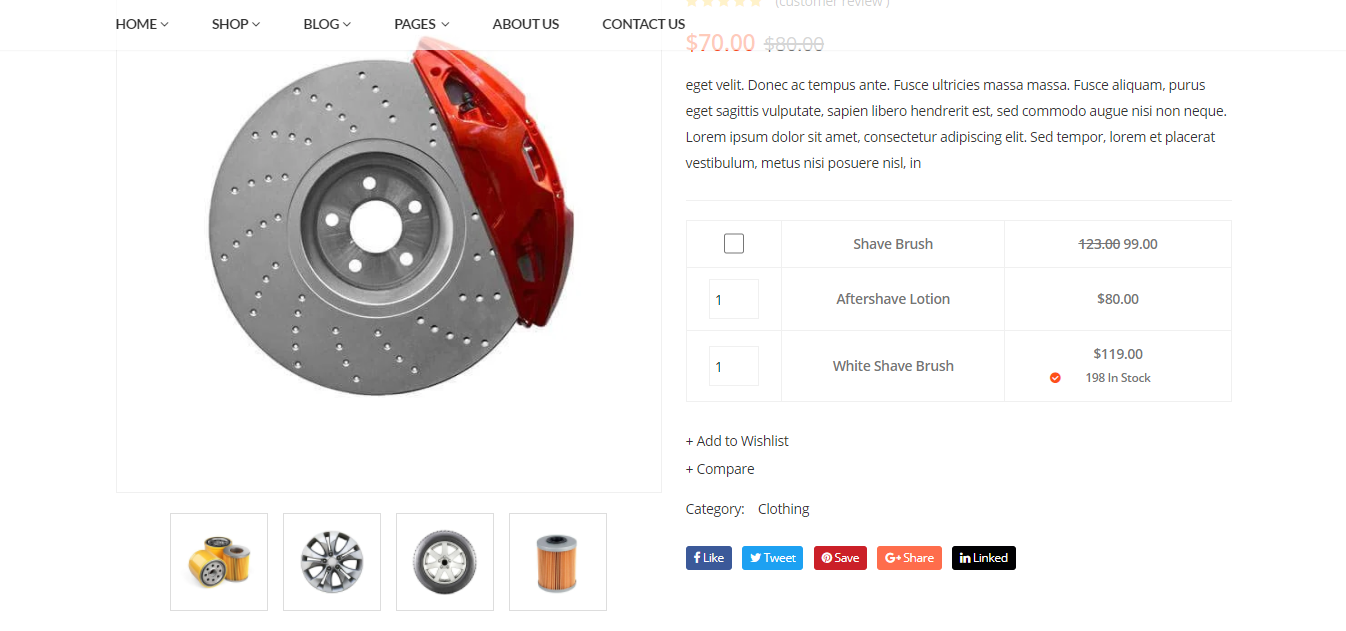 HOME SHOP BLOG PAGES ABOUT US CONTACT US
(customer review )
$70.00 $80.00
eget velit. Donec ac tempus ante. Fusce ultricies massa massa. Fusce aliquam, purus
eget sagittis vulputate, sapien libero hendrerit est, sed commodo augue nisi non neque.
Lorem ipsum dolor sit amet, consectetur adipiscing elit. Sed tempor, lorem et placerat
vestibulum, metus nisi posuere nisl, in
Shave Brush 123.00 99.00
1 Aftershave Lotion $80.00
1 White Shave Brush $119.00
198 In Stock
+ Add to Wishlist
+ Compare
Category: Clothing
Like Tweet Save G+ Share in Linked